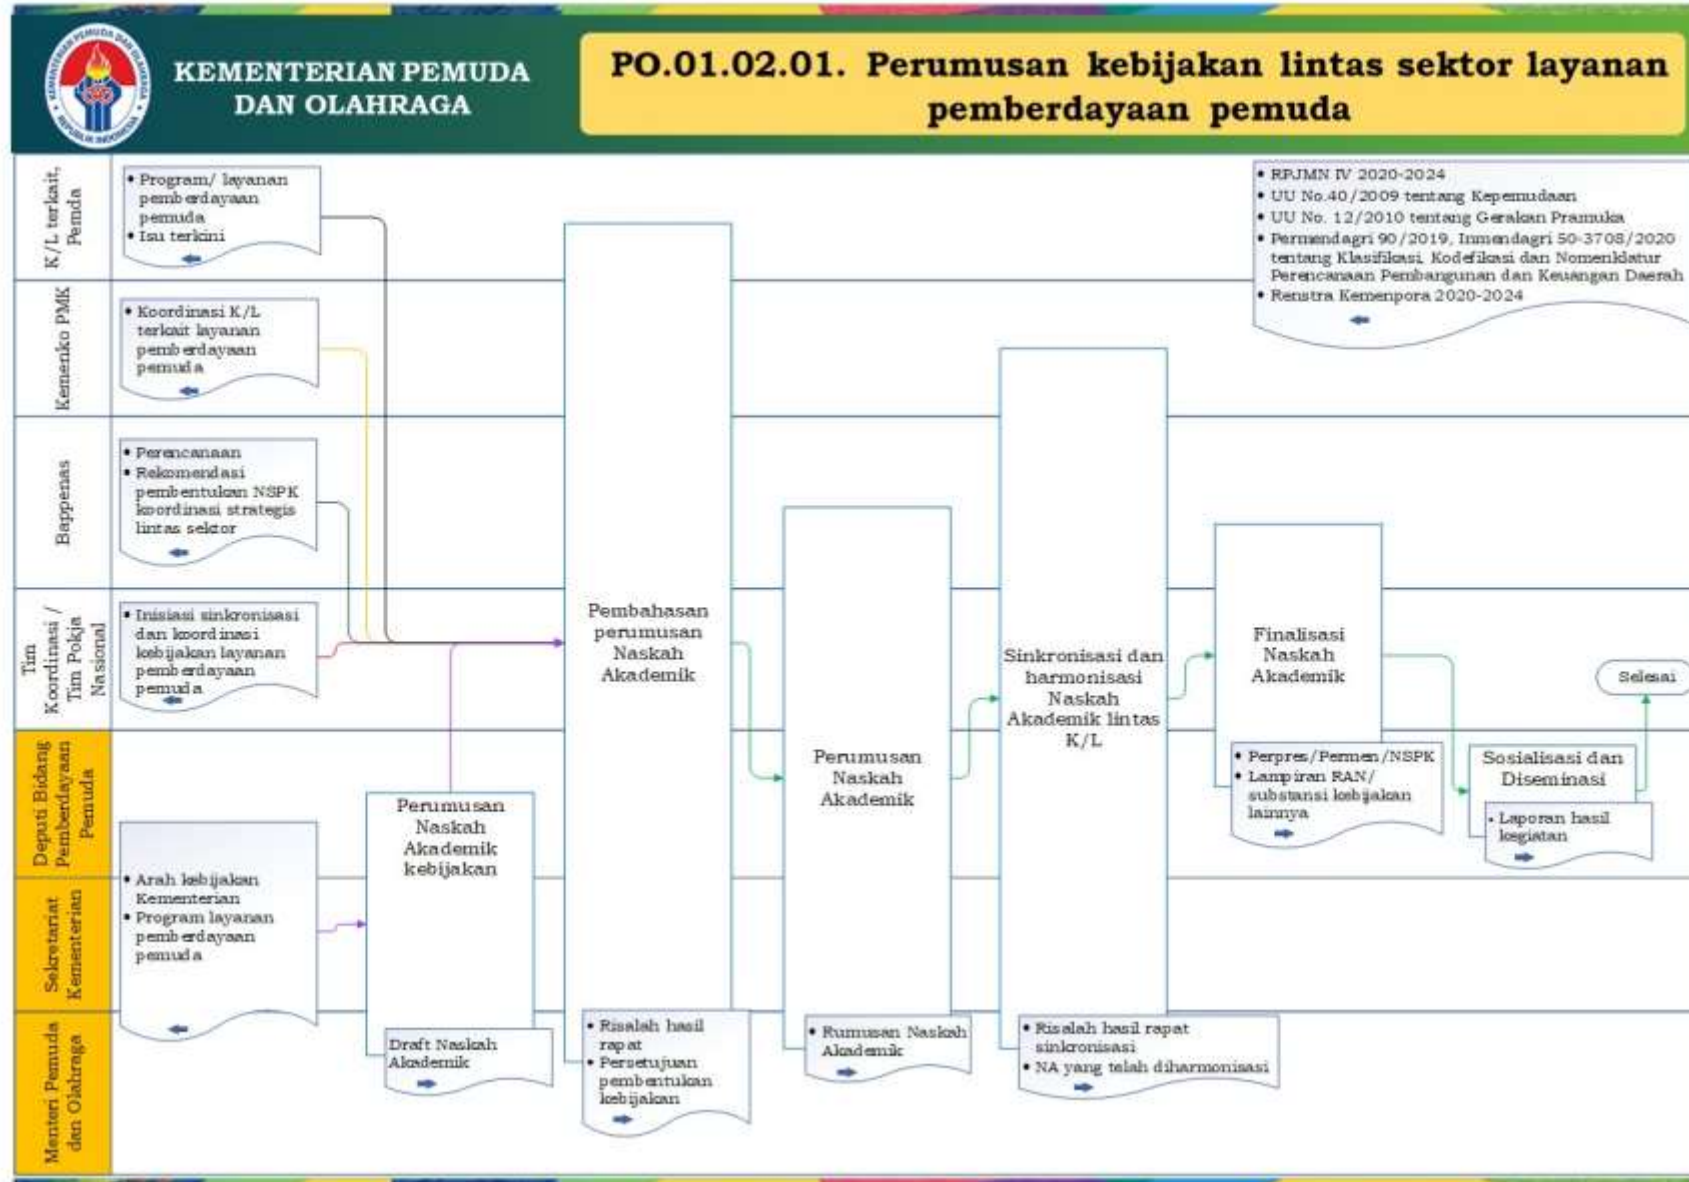 KEMENTERIAN PEMUDA DAN OLAHRAGA
REPUBLIK INDONESIA
KEMENTERIAN PEMUDA
DAN OLAHRAGA
PO.01.02.01. Perumusan kebijakan lintas sektor layanan
pemberdayaan pemuda
K/L terkait,
Pemda
• Program/ layanan
pemberdayaan
pemuda
• Isu terkini
• RPJMN IV 2020-2024
• UU No.40/2009 tentang Kepemudaan
• UU No. 12/2010 tentang Gerakan Pramuka
• Permendagri 90/2019, Inmendagri 50-3708/2020
tentang Klasifikasi, Kodefikasi dan Nomenklatur
Perencanaan Pembangunan dan Keuangan Daerah
• Renstra Kemenpora 2020-2024
Kemenko PMK
• Koordinasi K/L
terkait layanan
pemberdayaan
pemuda
Bappenas
• Perencanaan
• Rekomendasi
pembentukan NSPK
koordinasi strategis
lintas sektor
Tim
Koordinasi /
Tim Pokja
Nasional
• Inisiasi sinkronisasi
dan koordinasi
kebijakan layanan
pemberdayaan
pemuda
Pembahasan
perumusan
Naskah
Akademik
Sinkronisasi dan
harmonisasi
Naskah
Akademik lintas
K/L
Finalisasi
Naskah
Akademik
Selesai
Deputi Bidang
Pemberdayaan
Pemuda
Perumusan
Naskah
Akademik
kebijakan
Perumusan
Naskah
Akademik
• Perpres/Permen/NSPK
• Lampiran RAN/
substansi kebijakan
lainnya
Sosialisasi dan
Diseminasi
• Laporan hasil
kegiatan
Sekretariat
Kementerian
• Arah kebijakan
Kementerian
• Program layanan
pemberdayaan
pemuda
Menteri Pemuda
dan Olahraga
Draft Naskah
Akademik
• Risalah hasil
rapat
• Persetujuan
pembentukan
kebijakan
• Rumusan Naskah
Akademik
• Risalah hasil rapat
sinkronisasi
• NA yang telah diharmonisasi